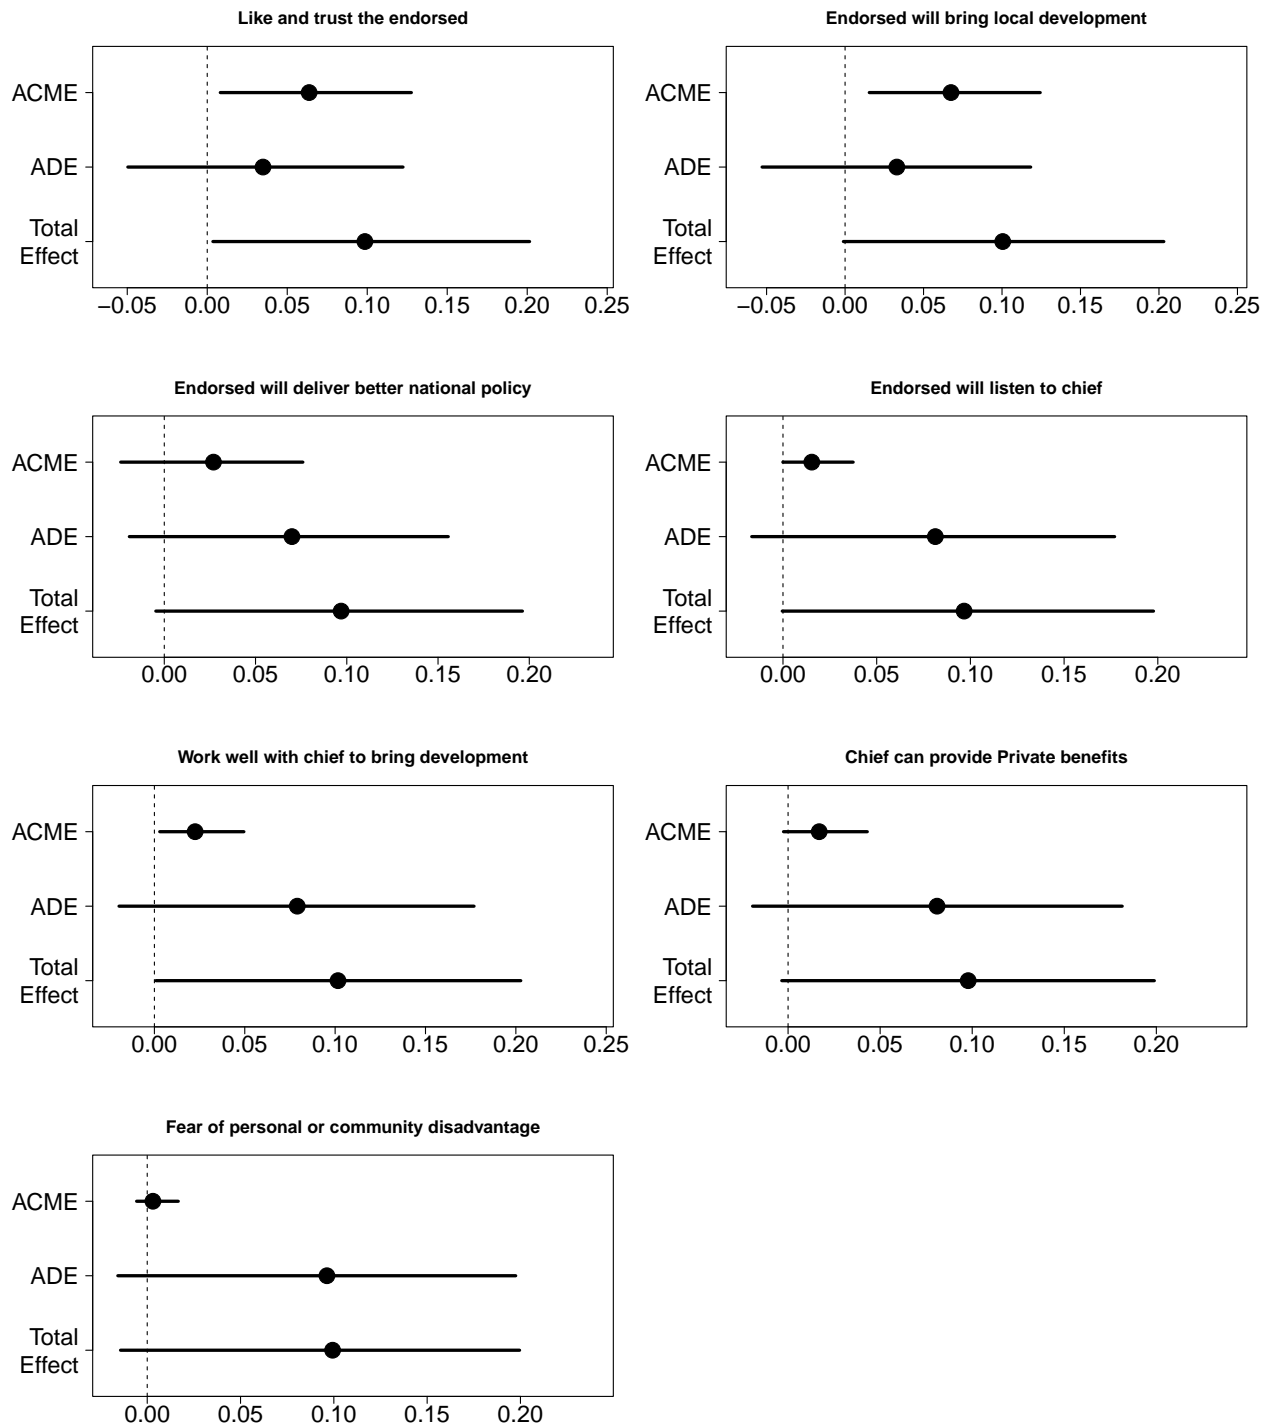 Like and trust the endorsed
ACME
ADE
Total
Effect
−0.05 0.00 0.05 0.10 0.15 0.20 0.25
Endorsed will bring local development
ACME
ADE
Total
Effect
−0.05 0.00 0.05 0.10 0.15 0.20 0.25
Endorsed will deliver better national policy
ACME
ADE
Total
Effect
0.00 0.05 0.10 0.15 0.20
Endorsed will listen to chief
ACME
ADE
Total
Effect
0.00 0.05 0.10 0.15 0.20
Work well with chief to bring development
ACME
ADE
Total
Effect
0.00 0.05 0.10 0.15 0.20 0.25
Chief can provide Private benefits
ACME
ADE
Total
Effect
0.00 0.05 0.10 0.15 0.20
Fear of personal or community disadvantage
ACME
ADE
Total
Effect
0.00 0.05 0.10 0.15 0.20